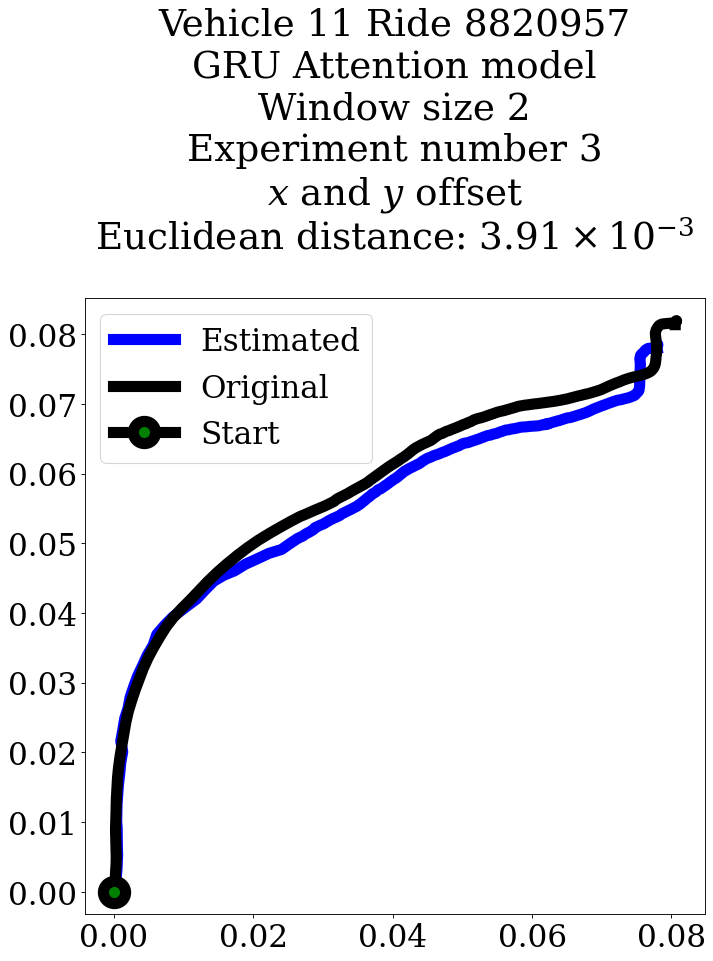 Vehicle 11 Ride 8820957
GRU Attention model
Window size 2
Experiment number 3
x and y offset
Euclidean distance: 3.91 × 10⁻³
Estimated
Original
Start
0.08
0.07
0.06
0.05
0.04
0.03
0.02
0.01
0.00
0.00 0.02 0.04 0.06 0.08